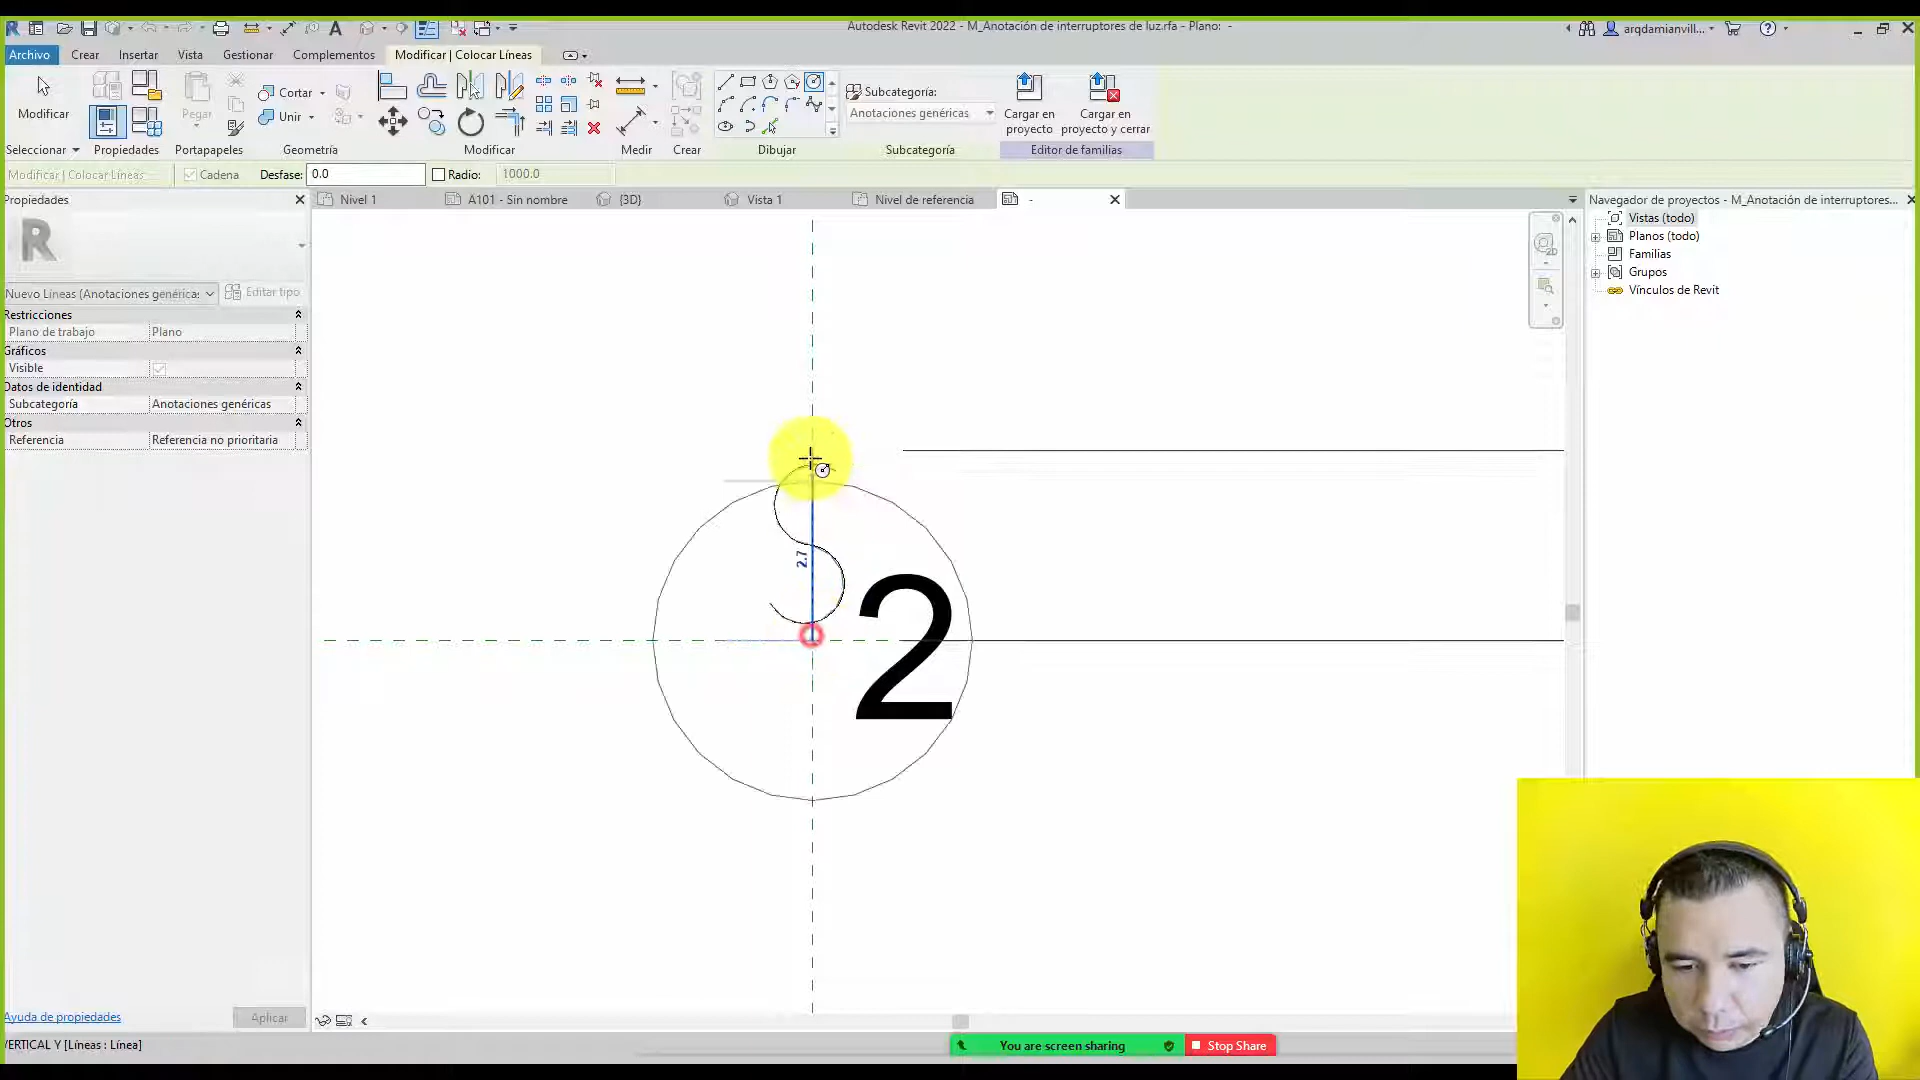 Autodesk Revit 2022 - M_Anotación de interruptores de luz.rfa - Plano: -
arqdamianvill...
Archivo
Crear
Insertar
Vista
Gestionar
Complementos
Modificar | Colocar Líneas
Modificar
Pegar
Cortar
Unir
Subcategoría:
Anotaciones genéricas
Cargar en
proyecto
Cargar en
proyecto y cerrar
Seleccionar
Propiedades
Portapapeles
Geometría
Modificar
Medir
Crear
Dibujar
Subcategoría
Editor de familias
Modificar | Colocar Líneas
Cadena
Desfase:
0.0
Radio:
1000.0
Propiedades
Nivel 1
A101 - Sin nombre
{3D}
Vista 1
Nivel de referencia
-
Navegador de proyectos - M_Anotación de interruptores...
Vistas (todo)
Planos (todo)
Familias
Grupos
Vínculos de Revit
R
Nuevo Líneas (Anotaciones genéricas
Editar tipo
Restricciones
Plano de trabajo
Plano
Gráficos
Visible
Datos de identidad
Subcategoría
Anotaciones genéricas
Otros
Referencia
Referencia no prioritaria
2.7
2
2D
Ayuda de propiedades
Aplicar
VERTICAL Y [Líneas : Línea]
You are screen sharing
Stop Share